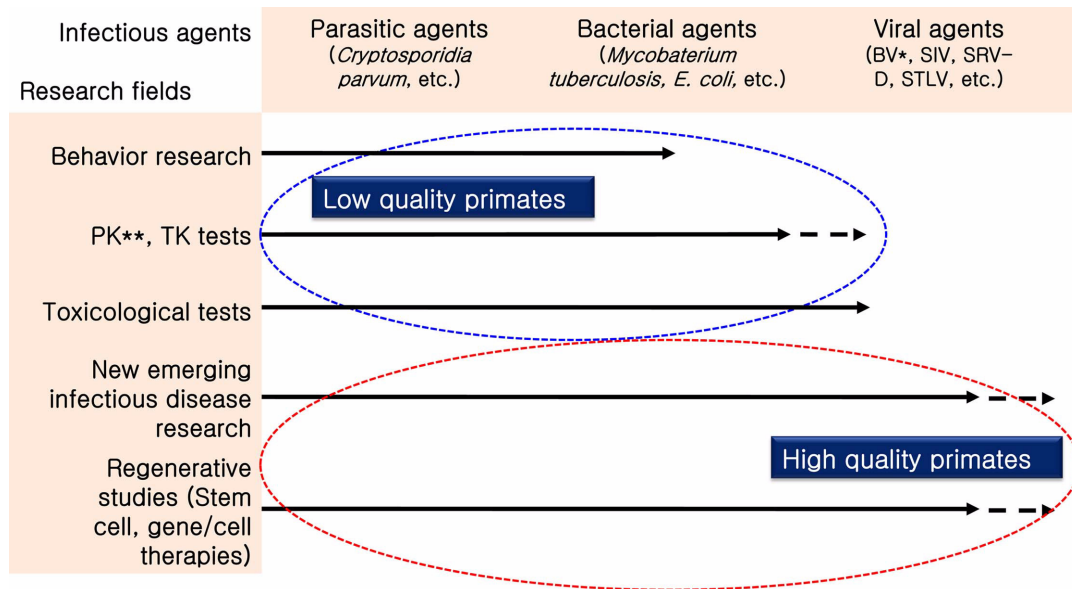 Infectious agents
Parasitic agents
(Cryptosporidia
parvum, etc.)
Bacterial agents
(Mycobaterium
tuberculosis, E. coli, etc.)
Viral agents
(BV*, SIV, SRV-
D, STLV, etc.)
Research fields
Behavior research
Low quality primates
PK**, TK tests
Toxicological tests
New emerging
infectious disease
research
High quality primates
Regenerative
studies (Stem
cell, gene/cell
therapies)